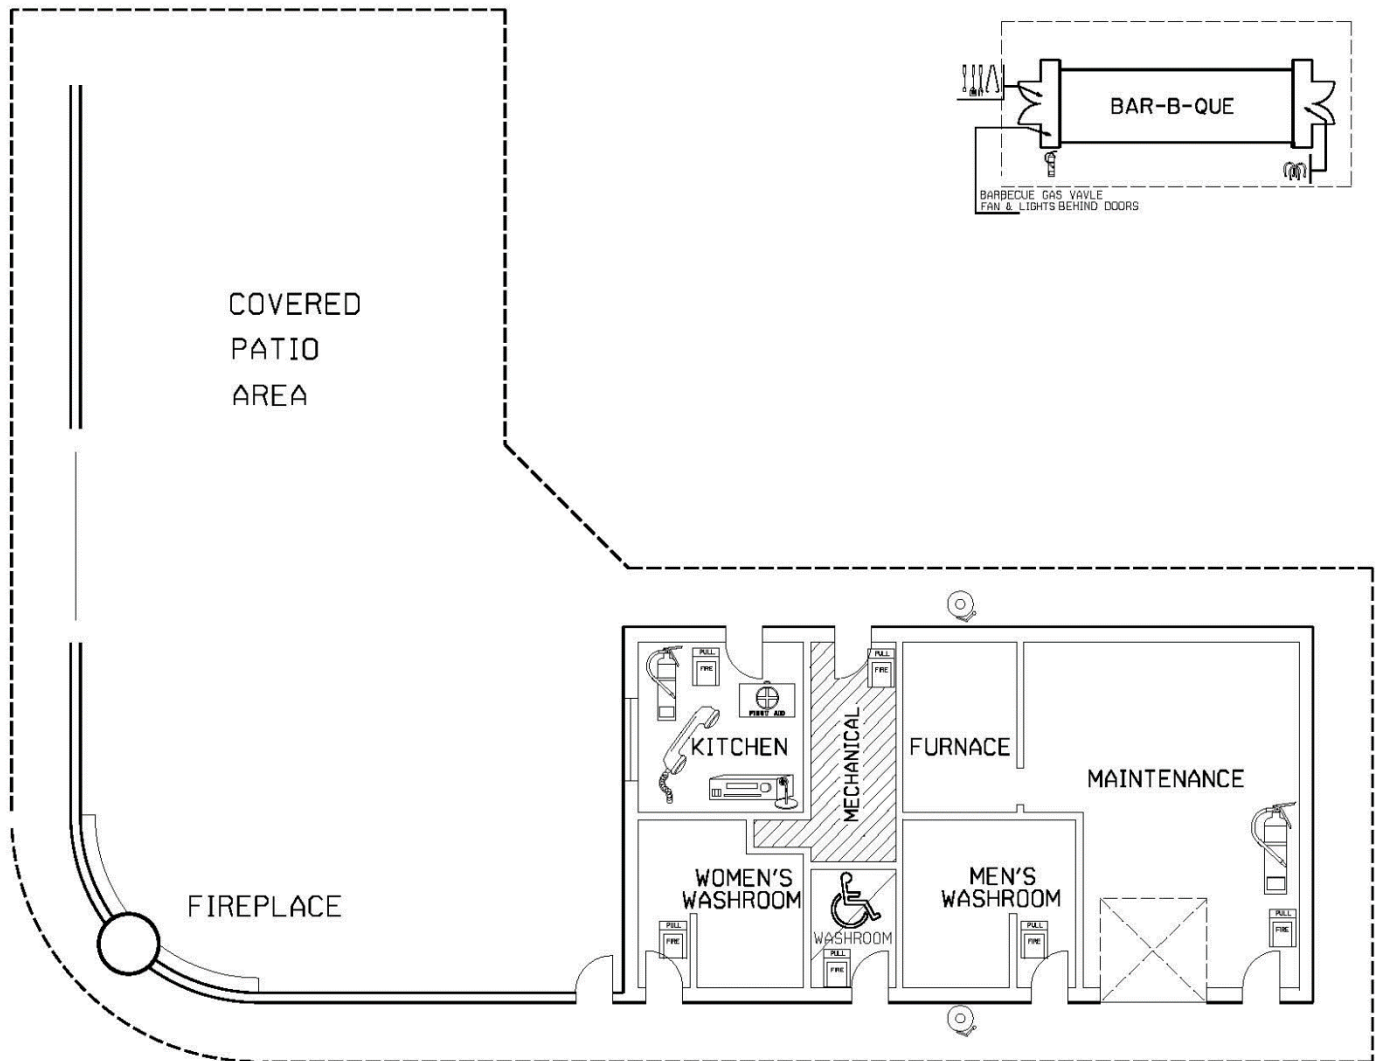 BAR-B-QUE
BARBECUE GAS VAVLE
FAN & LIGHTS BEHIND DOORS
COVERED
PATIO
AREA
PULL
FIRE
PULL
FIRE
FIRST AID
KITCHEN
MECHANICAL
FURNACE
MAINTENANCE
WOMEN'S
WASHROOM
MEN'S
WASHROOM
FIREPLACE
WASHROOM
PULL
FIRE
PULL
FIRE
PULL
FIRE
PULL
FIRE